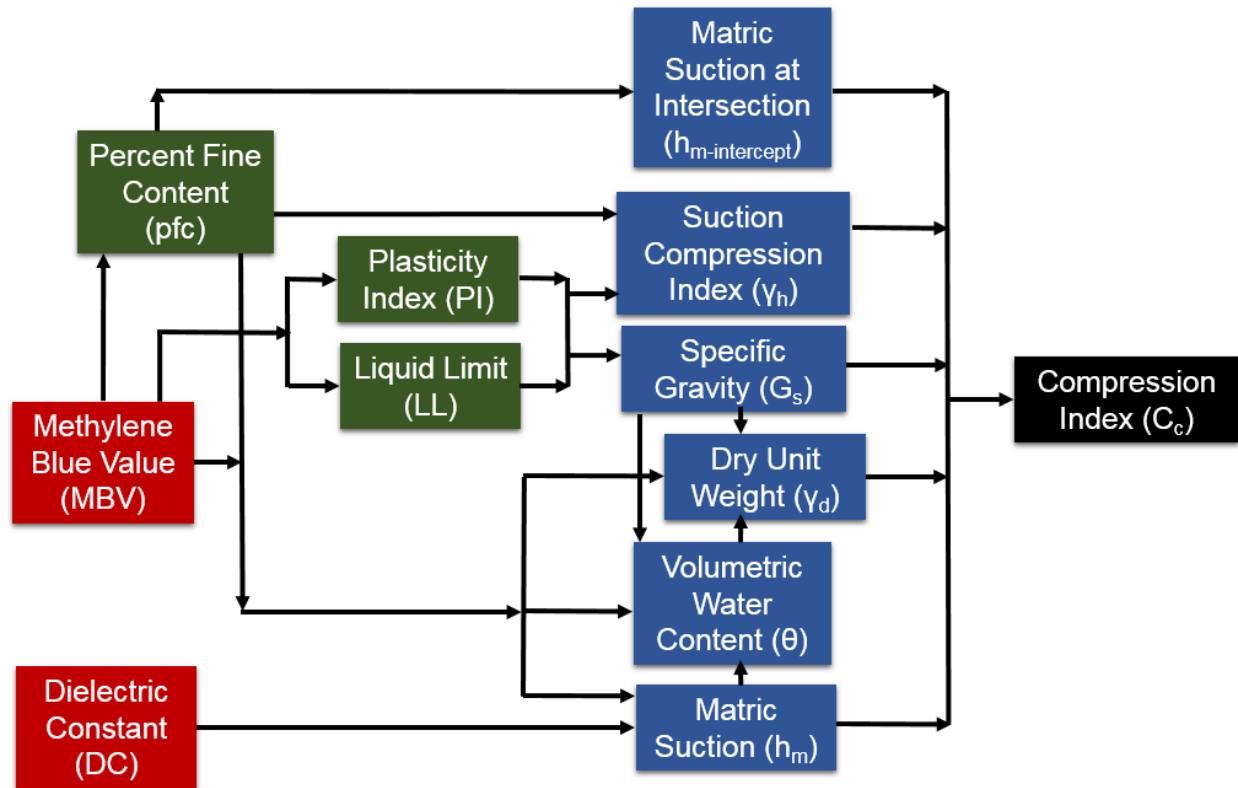 Matric
Suction at
Intersection
(hm-intercept)
Percent Fine
Content
(pfc)
Suction
Compression
Index (γh)
Plasticity
Index (PI)
Liquid Limit
(LL)
Specific
Gravity (Gs)
Compression
Index (Cc)
Methylene
Blue Value
(MBV)
Dry Unit
Weight (γd)
Volumetric
Water
Content (θ)
Dielectric
Constant
(DC)
Matric
Suction (hm)